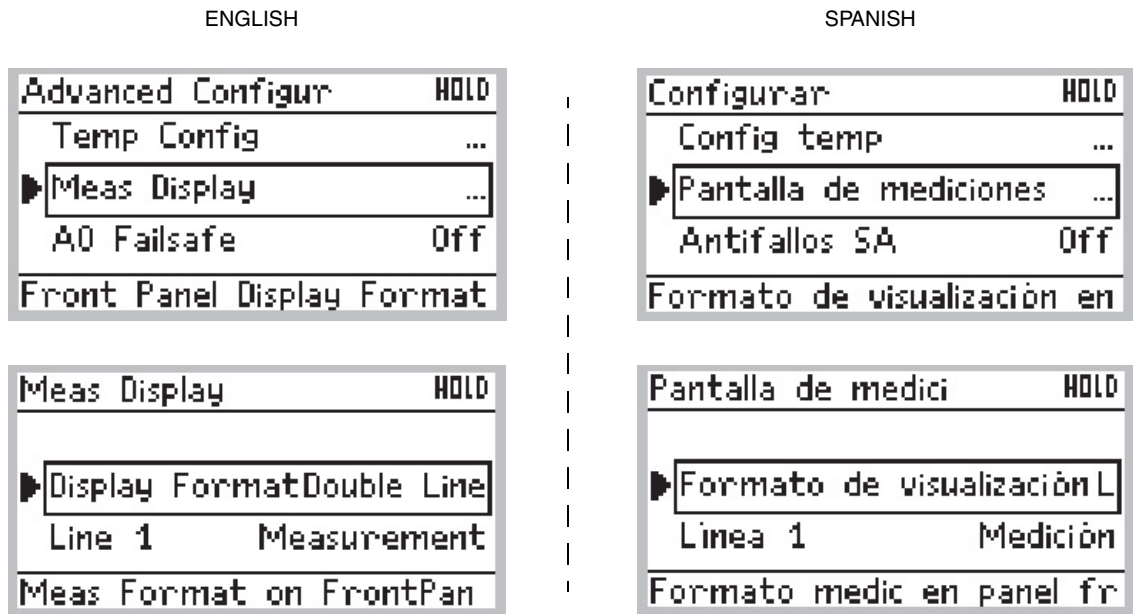 ENGLISH
Advanced Configur HOLD
Temp Config ...
Meas Display ...
AO Failsafe Off
Front Panel Display Format
Meas Display HOLD
Display Format Double Line
Line 1 Measurement
Meas Format on FrontPan
SPANISH
Configurar HOLD
Config temp ...
Pantalla de mediciones ...
Antifallos SA Off
Formato de visualización en
Pantalla de medici HOLD
Formato de visualización L
Línea 1 Medición
Formato medic en panel fr